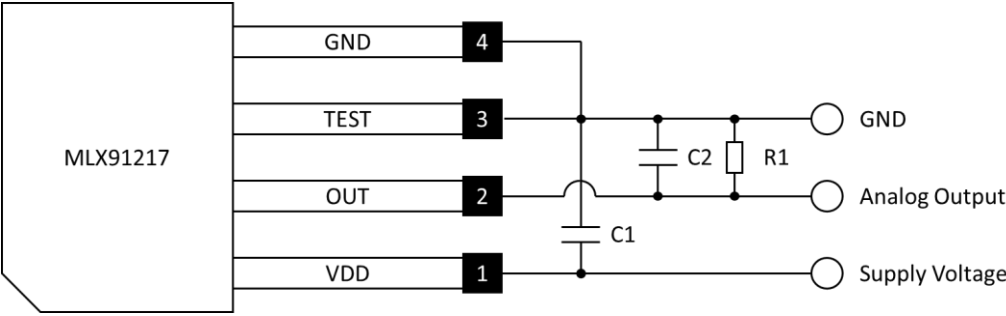 GND 4
TEST 3 GND
MLX91217 C2 R1
OUT 2 Analog Output
C1
VDD 1 Supply Voltage